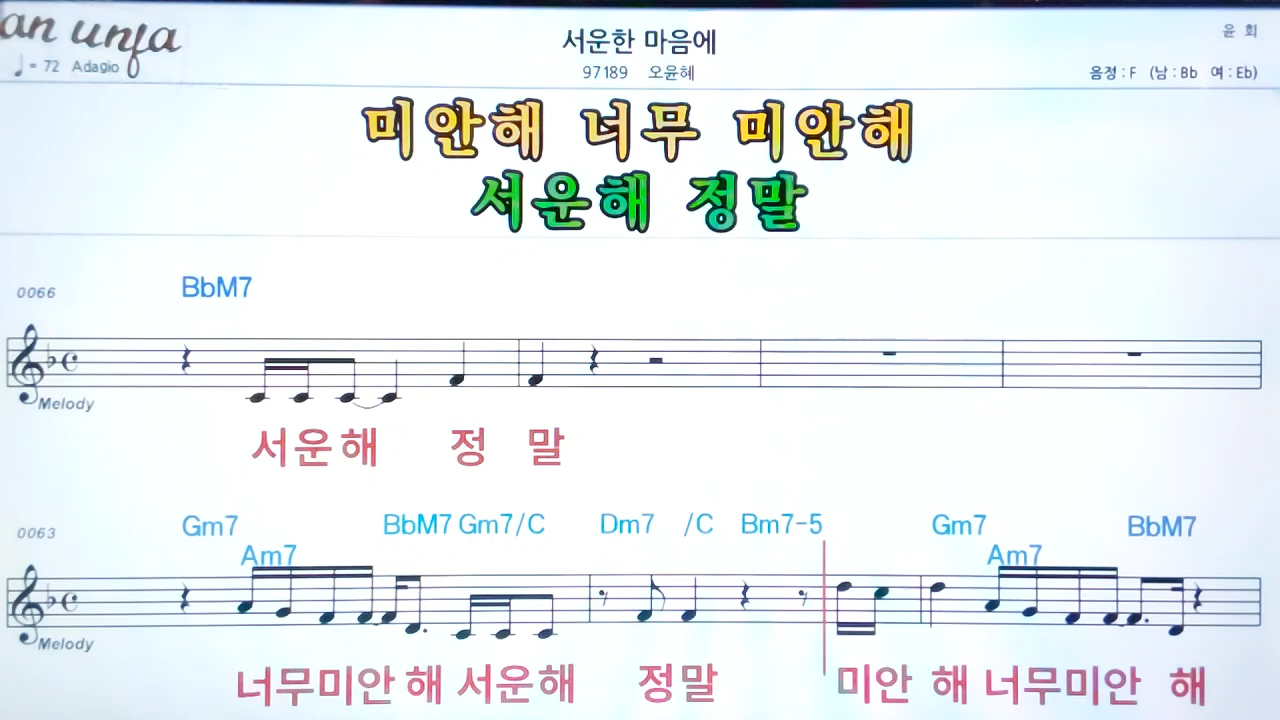 an unfa
♩= 72 Adagio
서운한 마음에
97189 오윤혜
윤 회
음정 : F (남 : Bb 여 : Eb)
미안해 너무 미안해
서운해 정말
0066 BbM7
Melody
서운해 정 말
0063 Gm7 Am7 BbM7 Gm7/C Dm7 /C Bm7-5 Gm7 Am7 BbM7
Melody
너무미안 해 서운해 정말 미안 해 너무미안 해